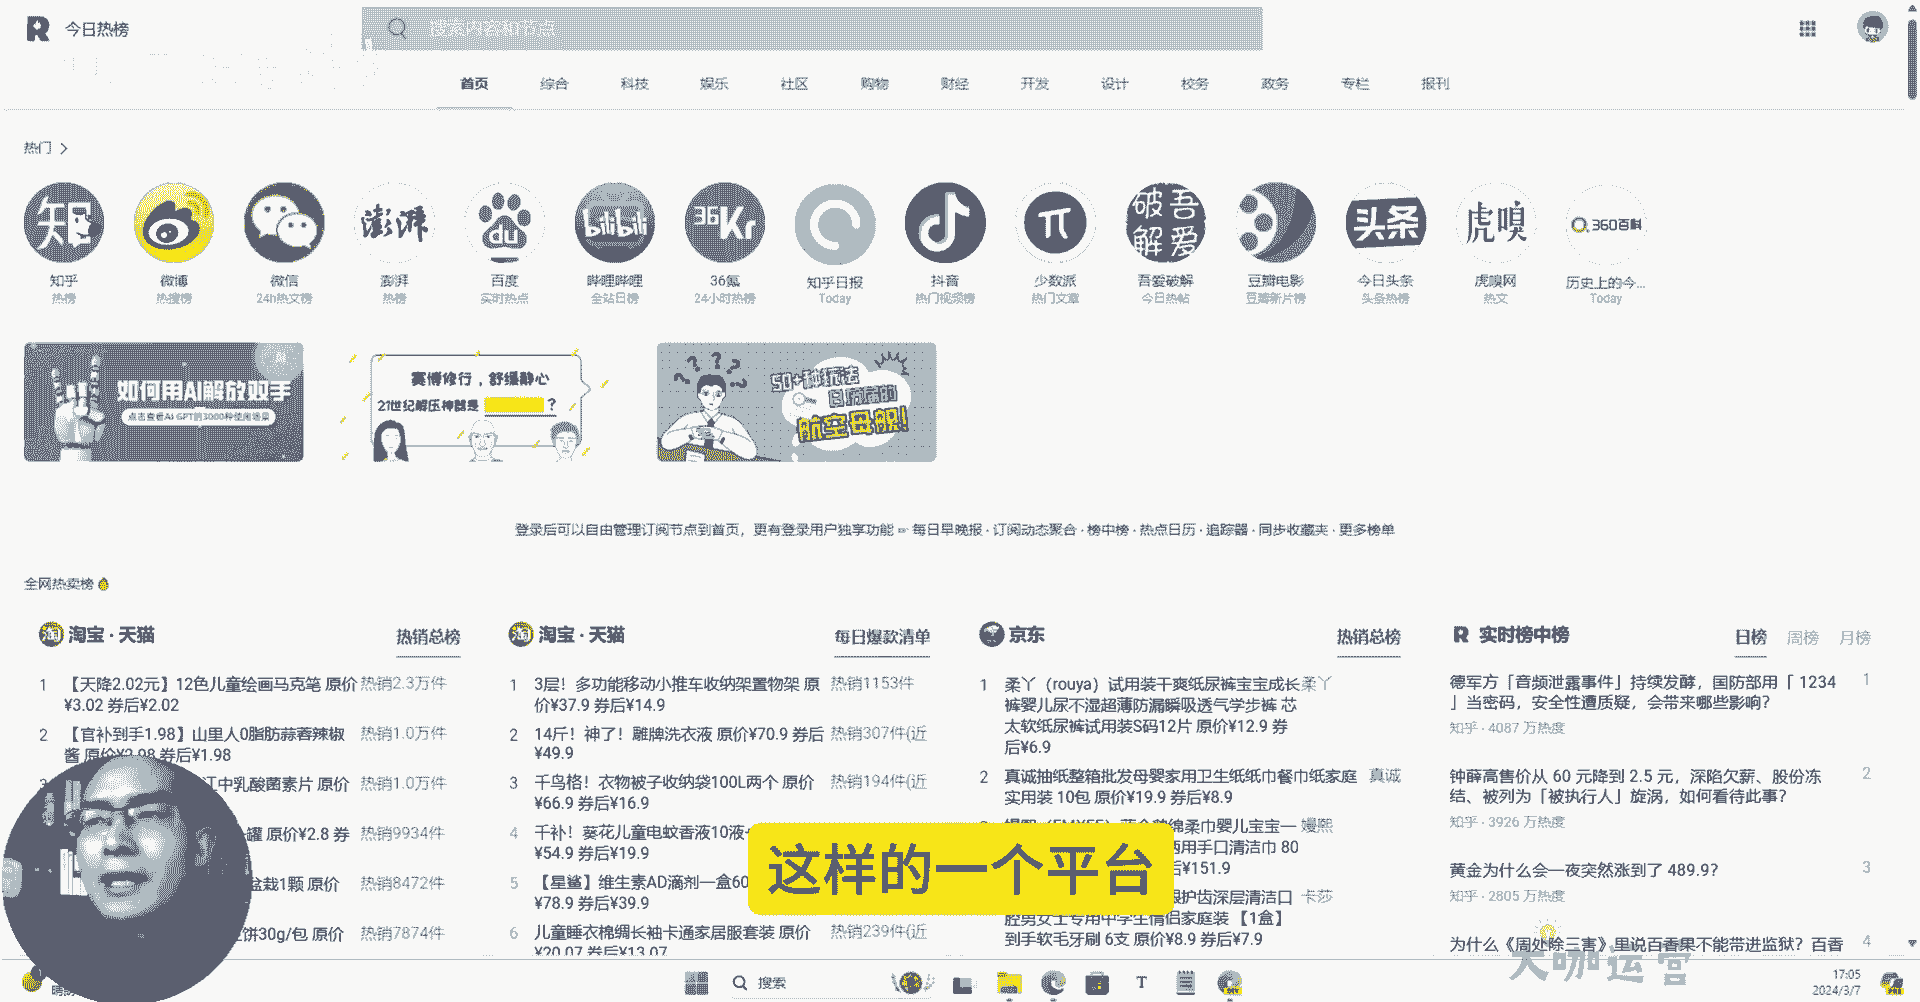 今日热榜
搜索内容和节点
首页 综合 科技 娱乐 社区 购物 财经 开发 设计 校务 政务 专栏 报刊
热门
知 澎湃 du bilibili 36Kr π 吾爱破解 头条 虎嗅 360百科
知乎 微博 微信 澎湃 百度 哔哩哔哩 36氪 知乎日报 抖音 少数派 吾爱破解 豆瓣电影 今日头条 虎嗅网 历史上的今...
热榜 热搜榜 24h热文榜 热榜 实时热点 全站日榜 24小时热榜 Today 热门视频榜 热门文章 今日热帖 豆瓣新片榜 头条热榜 热文 Today
如何用AI解放双手
点击查看AI·GPT的3000种使用场景
赛博修行，舒缓静心
21世纪解压神器是 ？
50+种玩法
日历届的
航空母舰!
登录后可以自由管理订阅节点到首页，更有登录用户独享功能 每日早晚报 · 订阅动态聚合 · 榜中榜 · 热点日历 · 追踪器 · 同步收藏夹 · 更多榜单
全网热卖榜
淘宝 · 天猫 热销总榜
1 【天降2.02元】12色儿童绘画马克笔 原价 热销2.3万件
¥3.02 券后¥2.02
2 【官补到手1.98】山里人0脂肪蒜蓉辣椒 热销1.0万件
酱 原价¥3.98 券后¥1.98
江中乳酸菌素片 原价 热销1.0万件
罐 原价¥2.8 券 热销9934件
盆栽1颗 原价 热销8472件
饼30g/包 原价 热销7874件
淘宝 · 天猫 每日爆款清单
1 3层！多功能移动小推车收纳架置物架 原 热销1153件
价¥37.9 券后¥14.9
2 14斤！神了！雕牌洗衣液 原价¥70.9 券后 热销307件(近
¥49.9
3 千鸟格！衣物被子收纳袋100L两个 原价 热销194件(近
¥66.9 券后¥16.9
4 千补！葵花儿童电蚊香液10液
¥54.9 券后¥19.9
5 【星鲨】维生素AD滴剂一盒60
¥78.9 券后¥39.9
6 儿童睡衣棉绸长袖卡通家居服套装 原价 热销239件(近
¥20.07 券后¥13.07
京东 热销总榜
1 柔丫（rouya）试用装干爽纸尿裤宝宝成长 柔丫
裤婴儿尿不湿超薄防漏瞬吸透气学步裤 芯
太软纸尿裤试用装S码12片 原价¥12.9 券
后¥6.9
2 真诚抽纸整箱批发母婴家用卫生纸纸巾餐巾纸家庭 真诚
实用装 10包 原价¥19.9 券后¥8.9
绵柔巾婴儿宝宝一 嫚熙
两用手口清洁巾 80
¥151.9
护齿深层清洁口 卡莎
腔男女士专用中学生情侣家庭装 【1盒】
到手软毛牙刷 6支 原价¥8.9 券后¥7.9
实时榜中榜 日榜 周榜 月榜
德军方「音频泄露事件」持续发酵，国防部用「 1234 1
」当密码，安全性遭质疑，会带来哪些影响？
知乎 · 4087 万热度
钟薛高售价从 60 元降到 2.5 元，深陷欠薪、股份冻 2
结、被列为「被执行人」旋涡，如何看待此事？
知乎 · 3926 万热度
黄金为什么会一夜突然涨到了 489.9？ 3
知乎 · 2805 万热度
为什么《周处除三害》里说百香果不能带进监狱？百香 4
这样的一个平台
大咖运营
搜索
17:05
2024/3/7